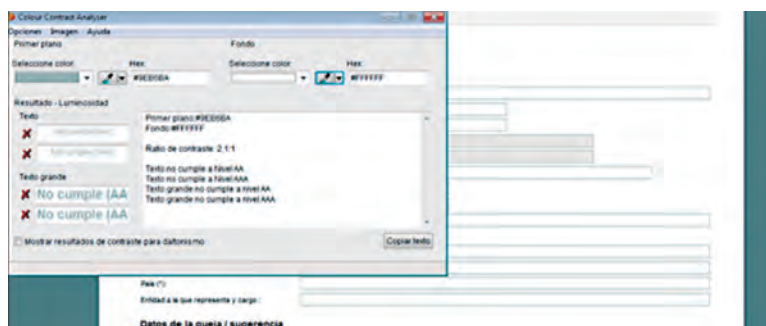 Colour Contrast Analyser
Opciones Imagen Ayuda
Primer plano
Fondo
Seleccione color
Hex
Seleccione color
Hex
#9EB5BA
#FFFFFF
Resultado - Luminosidad
Texto
Texto grande
No cumple (AA
No cumple (AA
Primer plano:#9EB5BA
Fondo:#FFFFFF
Ratio de contraste: 2.1:1
Texto no cumple a Nivel AA
Texto no cumple a Nivel AAA
Texto grande no cumple a nivel AA
Texto grande no cumple a nivel AAA
Mostrar resultados de contraste para daltonismo
Copiar texto
País (*):
Entidad a la que representa y cargo :
Datos de la queja / sugerencia